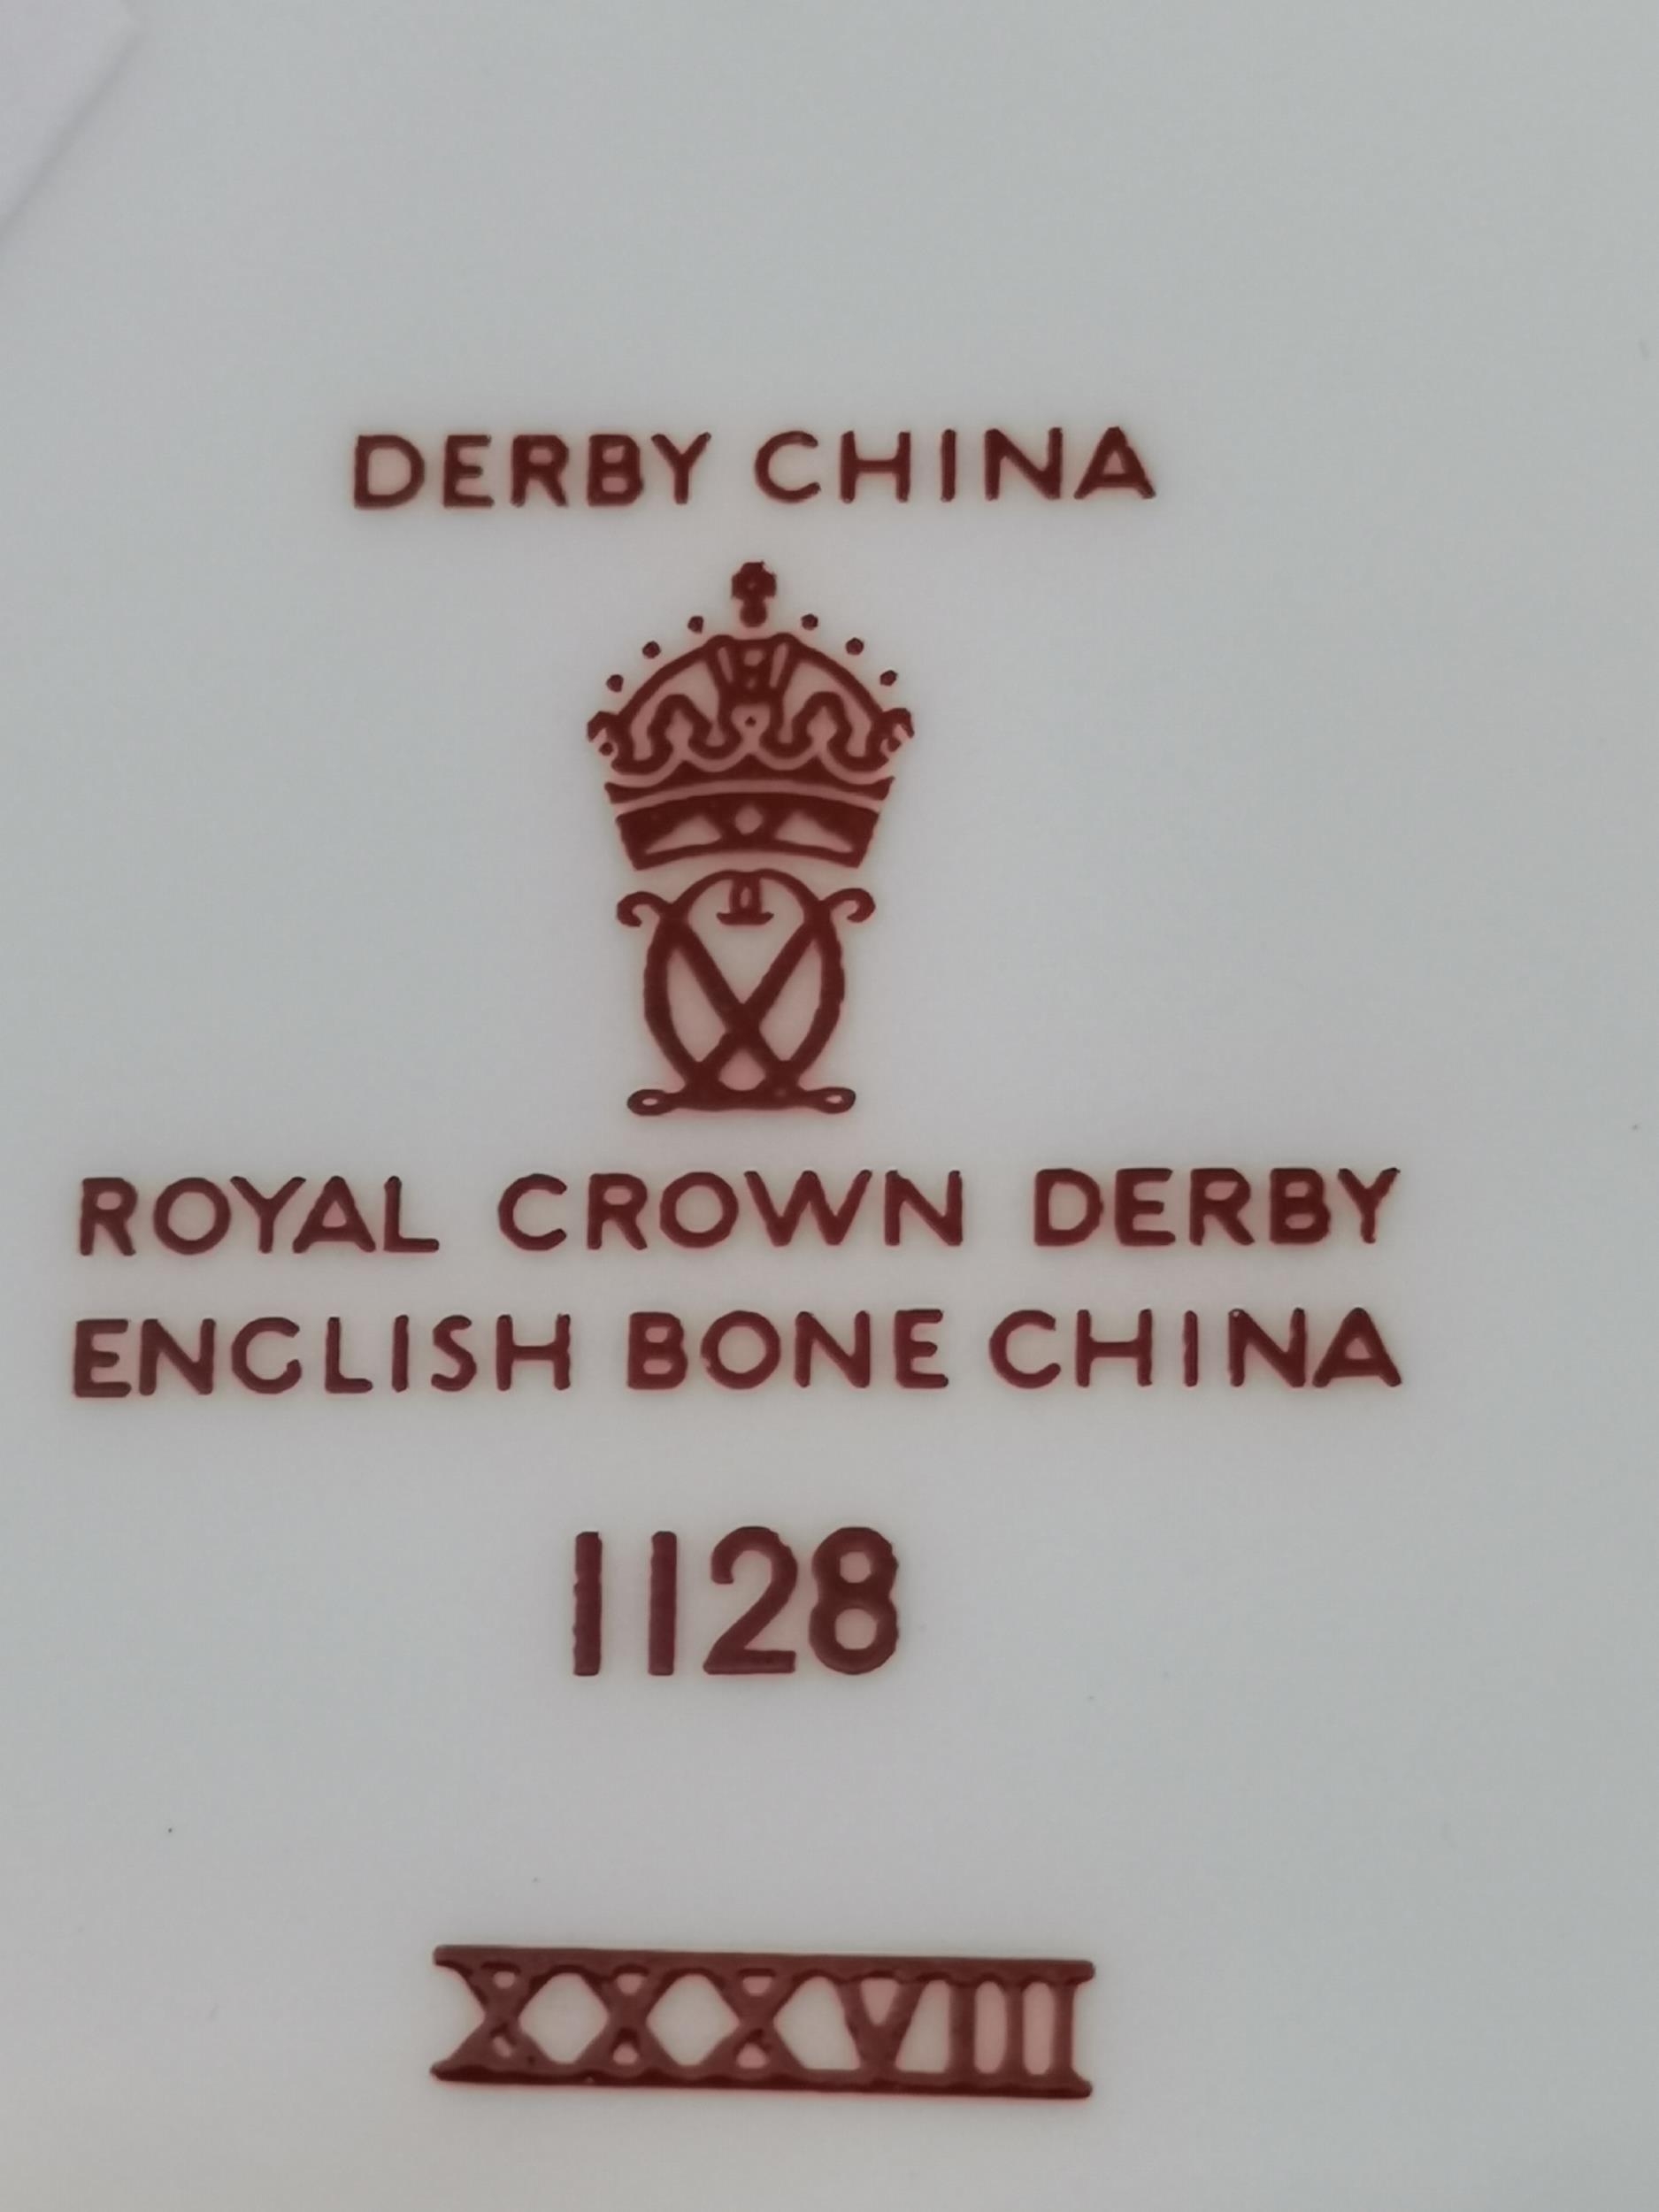 DERBY CHINA
ROYAL CROWN DERBY
ENGLISH BONE CHINA
1128
XXXVIII